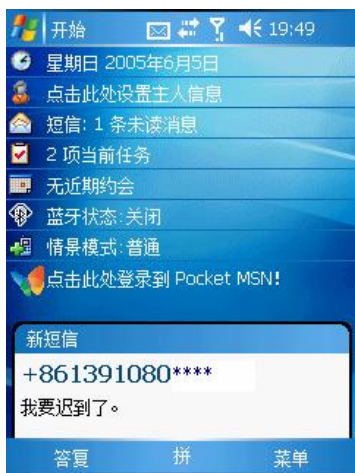 开始 19:49
星期日 2005年6月5日
点击此处设置主人信息
短信: 1 条未读消息
2 项当前任务
无近期约会
蓝牙状态:关闭
情景模式:普通
点击此处登录到 Pocket MSN!
新短信
+861391080****
我要迟到了。
答复 拼 菜单